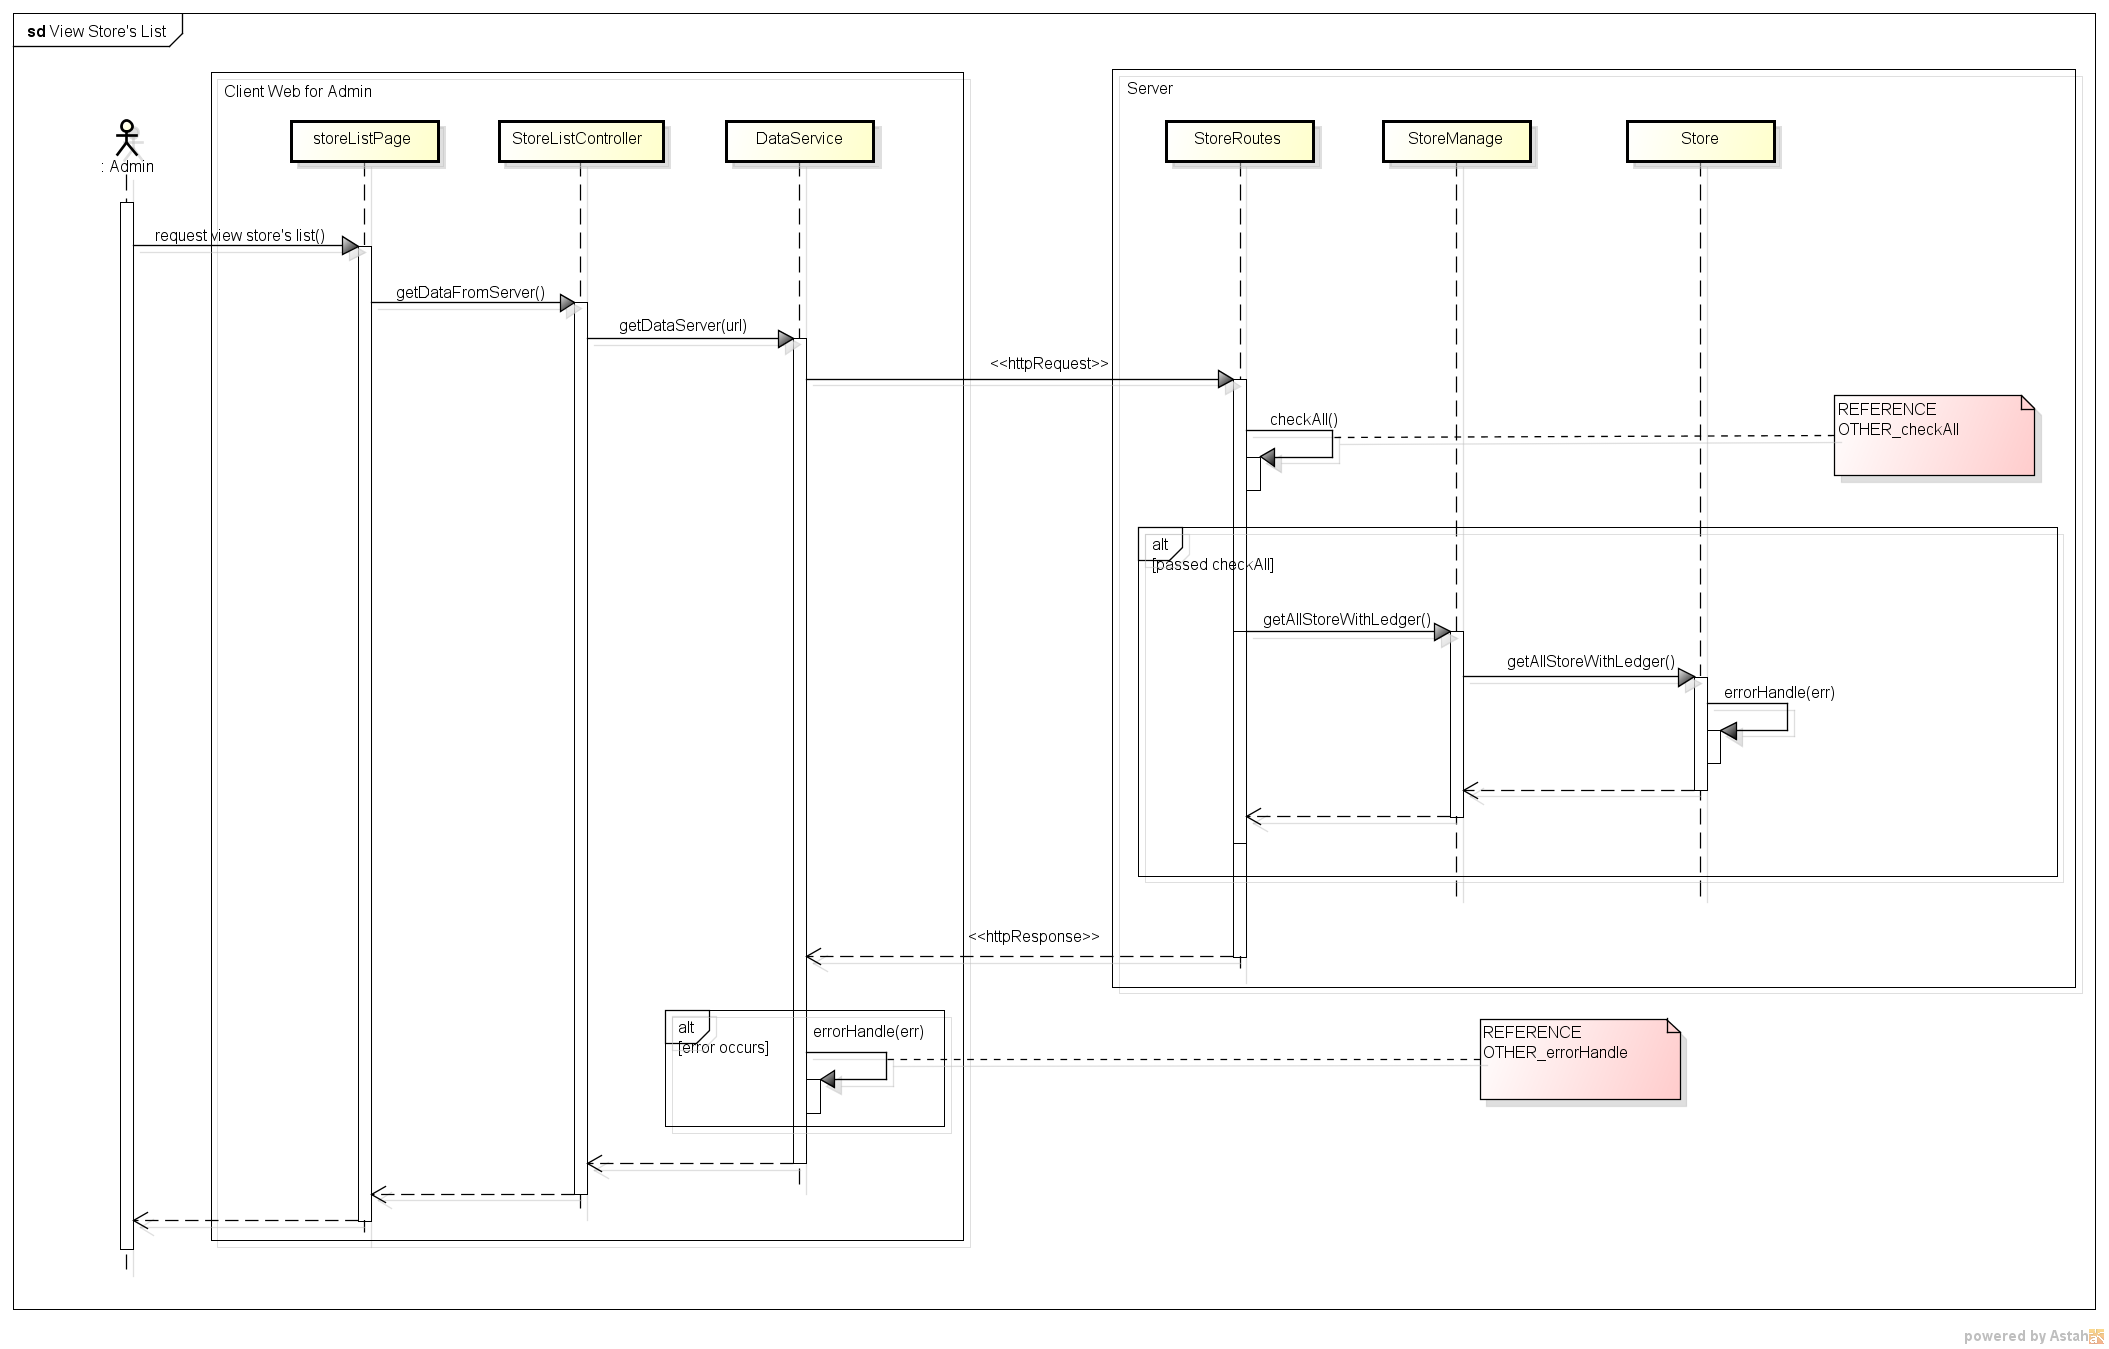 sd View Store's List
Client Web for Admin
Server
: Admin
storeListPage
StoreListController
DataService
StoreRoutes
StoreManage
Store
request view store's list()
getDataFromServer()
getDataServer(url)
<<httpRequest>>
checkAll()
REFERENCE
OTHER_checkAll
alt
[passed checkAll]
getAllStoreWithLedger()
getAllStoreWithLedger()
errorHandle(err)
<<httpResponse>>
alt
[error occurs]
errorHandle(err)
REFERENCE
OTHER_errorHandle
powered by Astah